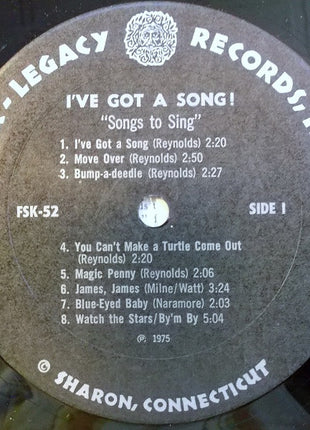 LEGACY RECORDS,
I'VE GOT A SONG!
"Songs to Sing"
1. I've Got a Song (Reynolds) 2:20
2. Move Over (Reynolds) 2:50
3. Bump-a-deedle (Reynolds) 2:27
FSK-52
SIDE I
4. You Can't Make a Turtle Come Out
(Reynolds) 2:20
5. Magic Penny (Reynolds) 2:06
6. James, James (Milne/Watt) 3:24
7. Blue-Eyed Baby (Naramore) 2:03
8. Watch the Stars/By'm By 5:04
℗ 1975
© SHARON, CONNECTICUT